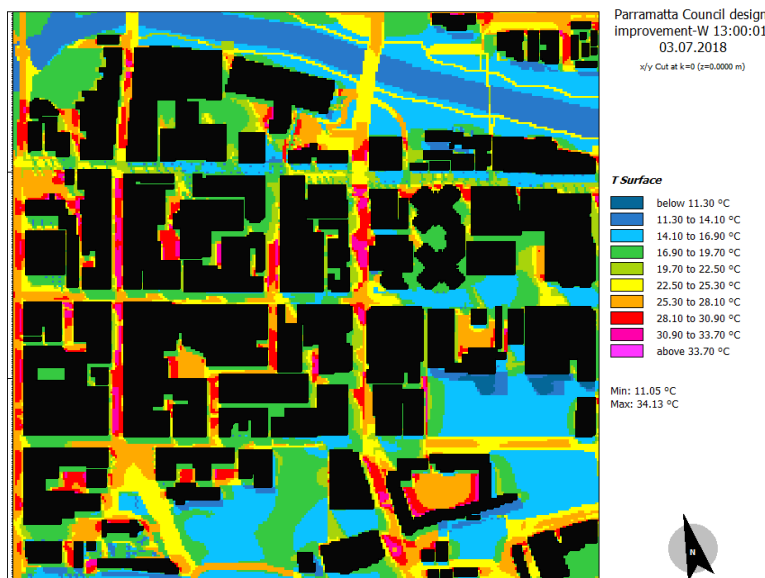 Parramatta Council design
improvement-W 13:00:01
03.07.2018
x/y Cut at k=0 (z=0.0000 m)
T Surface
below 11.30 °C
11.30 to 14.10 °C
14.10 to 16.90 °C
16.90 to 19.70 °C
19.70 to 22.50 °C
22.50 to 25.30 °C
25.30 to 28.10 °C
28.10 to 30.90 °C
30.90 to 33.70 °C
above 33.70 °C
Min: 11.05 °C
Max: 34.13 °C
N